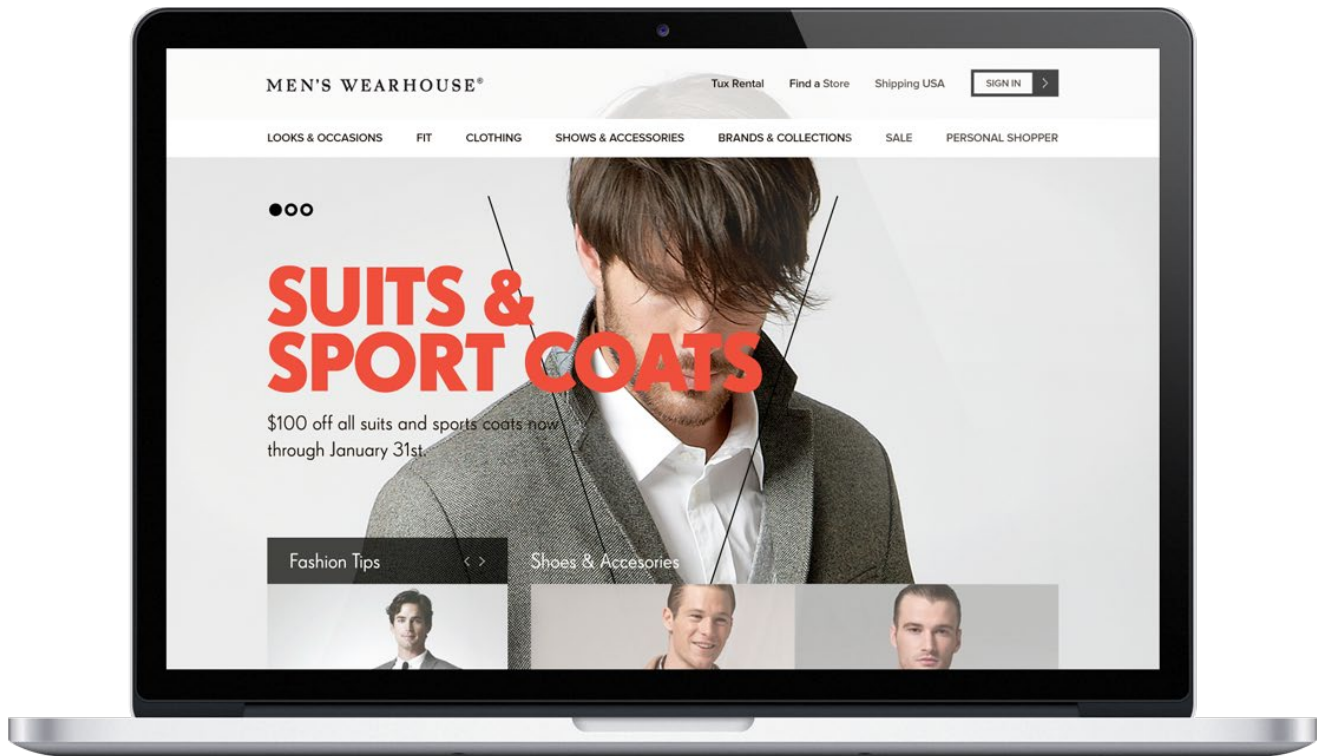 MEN'S WEARHOUSE®
Tux Rental Find a Store Shipping USA SIGN IN
LOOKS & OCCASIONS FIT CLOTHING SHOWS & ACCESSORIES BRANDS & COLLECTIONS SALE PERSONAL SHOPPER
SUITS &
SPORT COATS
$100 off all suits and sports coats now
through January 31st.
Fashion Tips
Shoes & Accesories